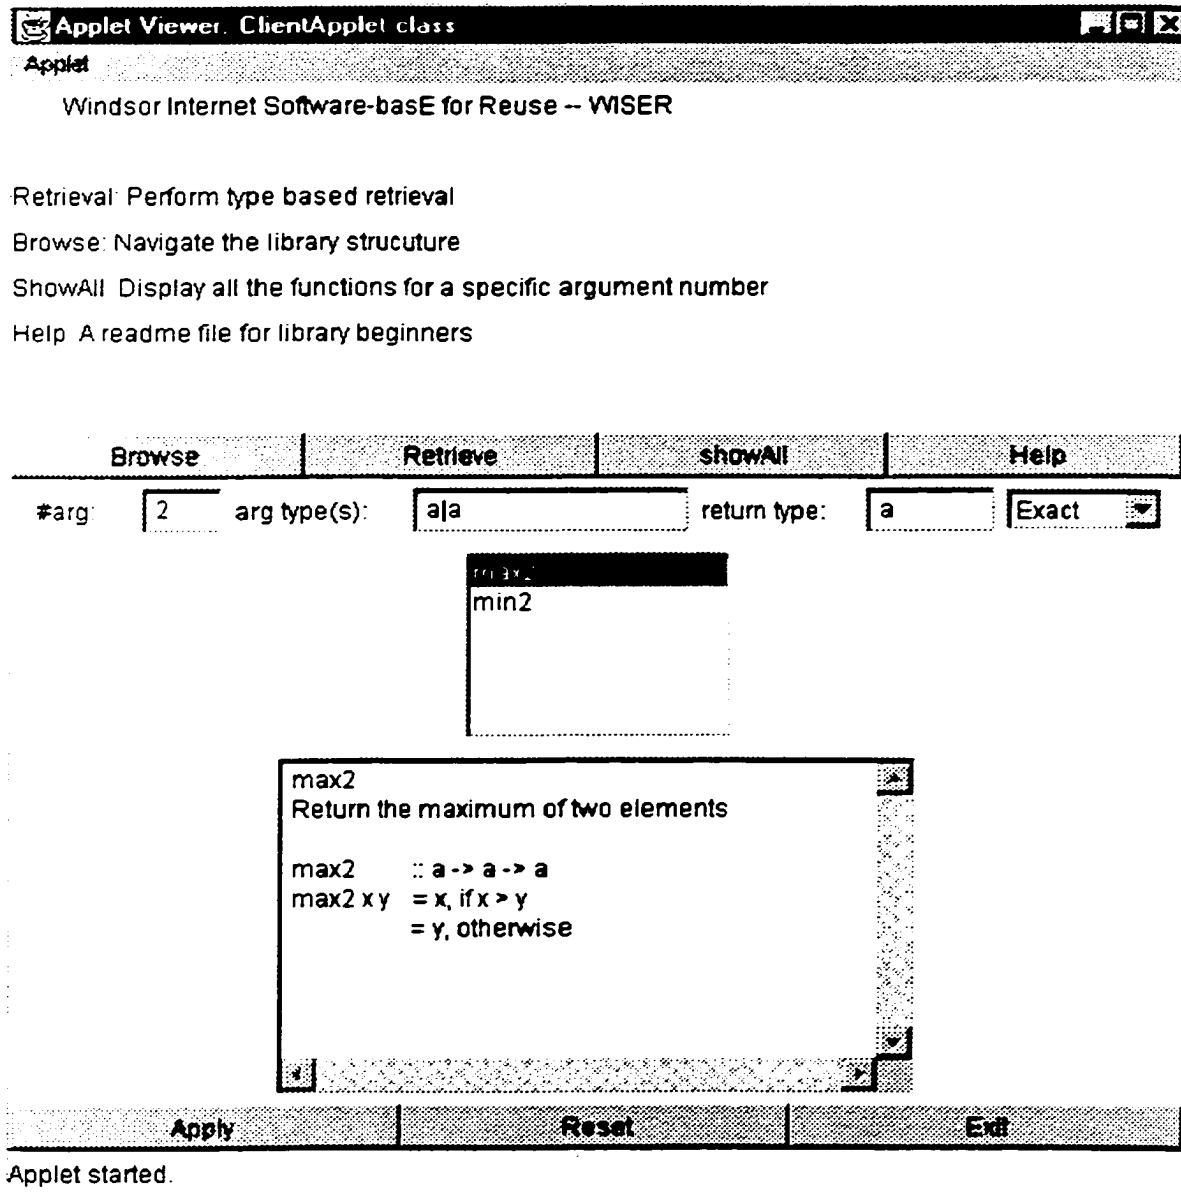 Applet Viewer. ClientApplet class
Applet
Windsor Internet Software-basE for Reuse -- WISER
Retrieval: Perform type based retrieval
Browse: Navigate the library strucuture
ShowAll Display all the functions for a specific argument number
Help A readme file for library beginners
Browse Retrieve showAll Help
#arg: 2 arg type(s): a|a return type: a Exact
max2
min2
max2
Return the maximum of two elements
max2 :: a -> a -> a
max2 x y = x, if x > y
= y, otherwise
Apply Reset Exit
Applet started.